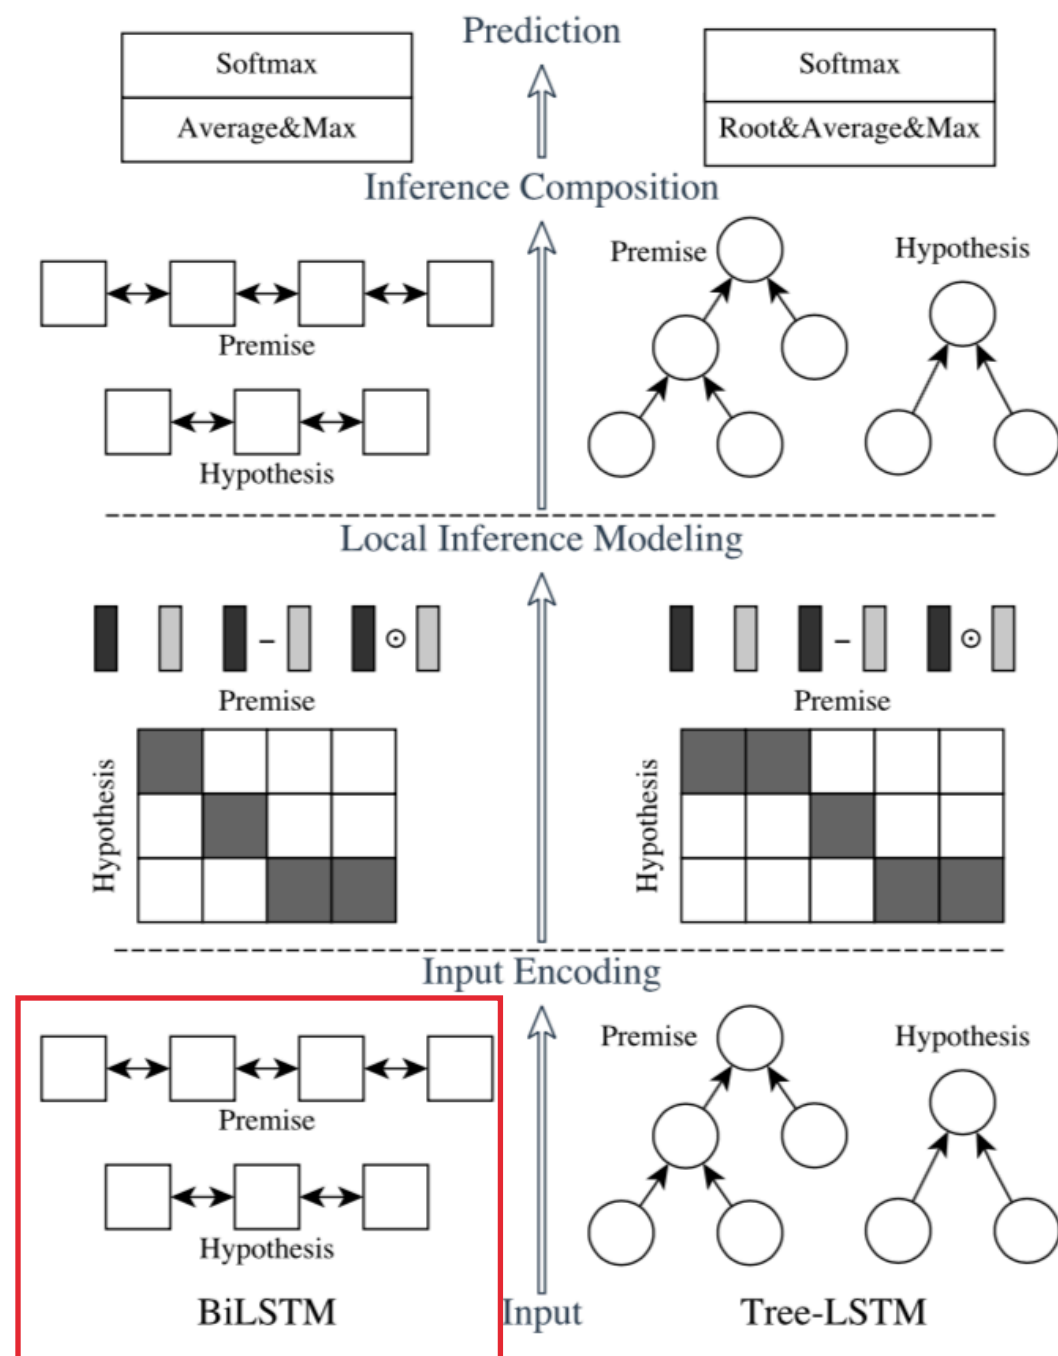 Prediction
Softmax
Average&Max
Softmax
Root&Average&Max
Inference Composition
Premise
Hypothesis
Premise
Hypothesis
Local Inference Modeling
–
⊙
–
⊙
Premise
Hypothesis
Premise
Hypothesis
Input Encoding
Premise
Hypothesis
Premise
Hypothesis
BiLSTM
Input
Tree-LSTM